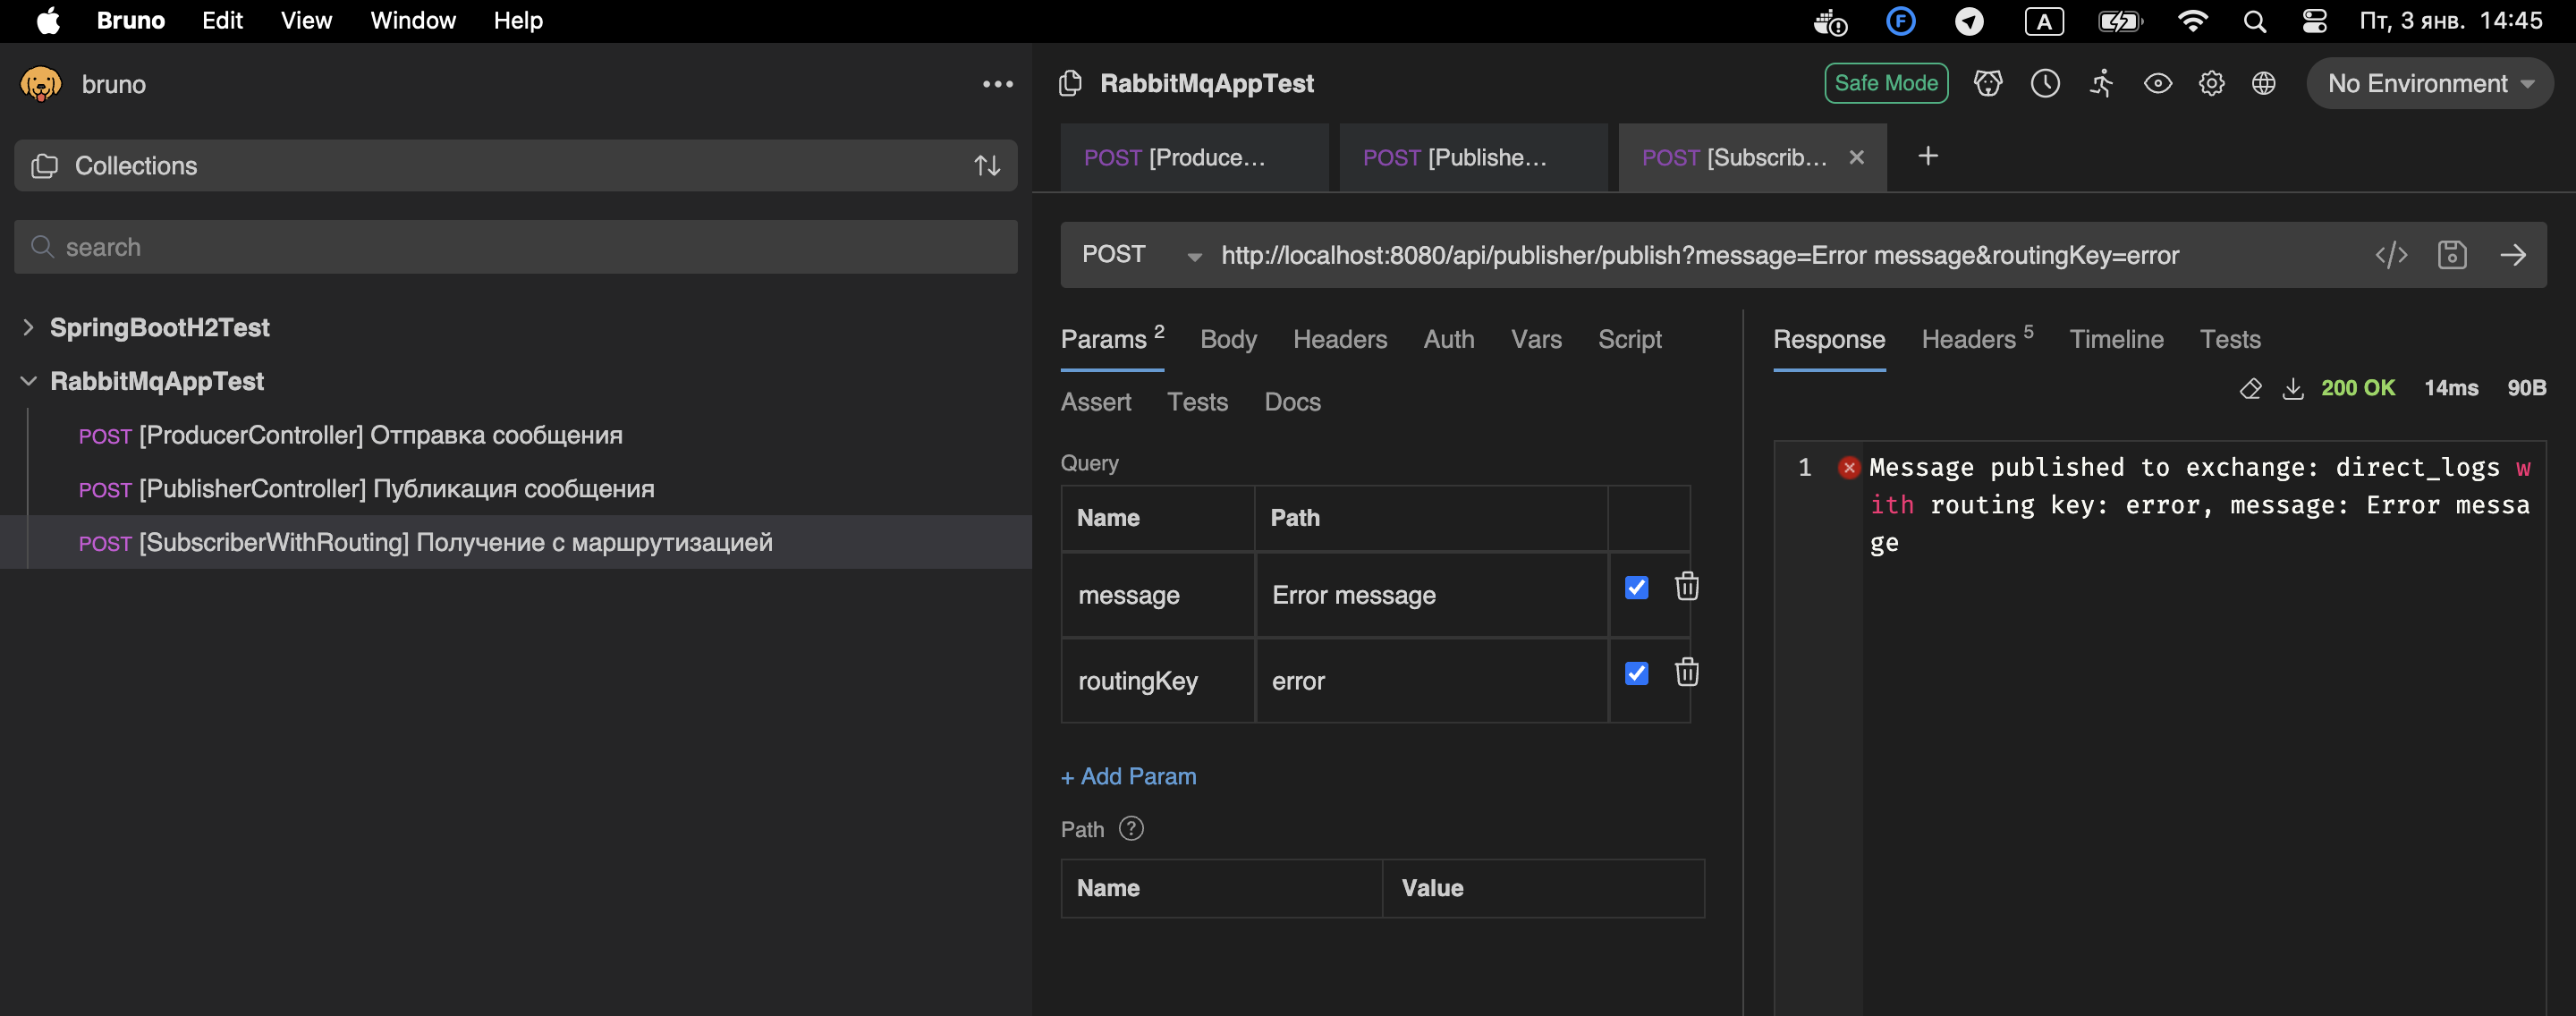 Bruno Edit View Window Help
F A Пт, 3 янв. 14:45
bruno
Collections
search
SpringBootH2Test
RabbitMqAppTest
POST [ProducerController] Отправка сообщения
POST [PublisherController] Публикация сообщения
POST [SubscriberWithRouting] Получение с маршрутизацией
RabbitMqAppTest
Safe Mode
No Environment
POST [Produce...
POST [Publishe...
POST [Subscrib...
POST http://localhost:8080/api/publisher/publish?message=Error message&routingKey=error
Params 2 Body Headers Auth Vars Script
Assert Tests Docs
Query
Name Path
message Error message
routingKey error
+ Add Param
Path ?
Name Value
Response Headers 5 Timeline Tests
200 OK 14ms 90B
1 Message published to exchange: direct_logs w
ith routing key: error, message: Error messa
ge